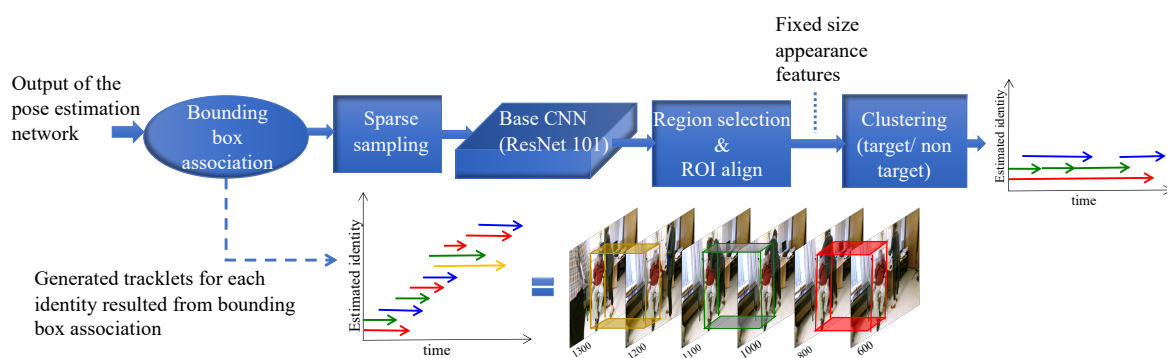 Output of the
pose estimation
network
Bounding
box
association
Sparse
sampling
Base CNN
(ResNet 101)
Region selection
&
ROI align
Fixed size
appearance
features
Clustering
(target/ non
target)
Estimated identity
time
Generated tracklets for each
identity resulted from bounding
box association
Estimated identity
time
1300
1200
1100
1000
800
600